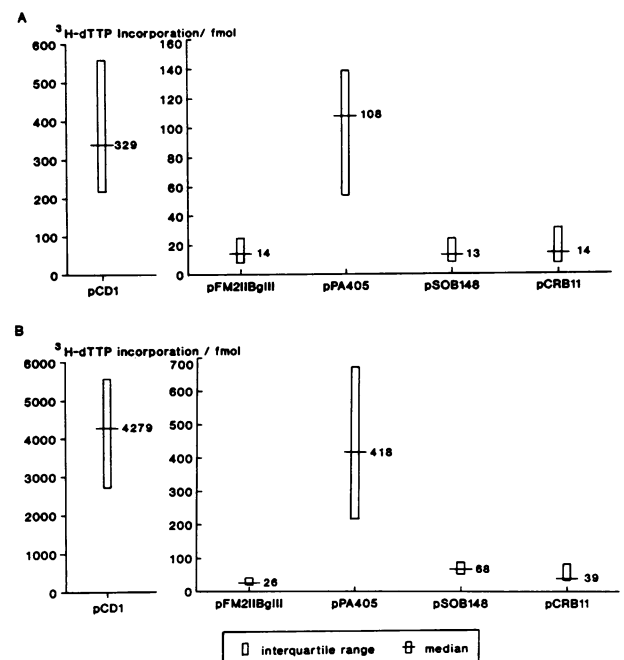 A
3H-dTTP Incorporation/ fmol
600
500
400
300
200
100
0
329
pCD1
160
140
120
100
80
60
40
20
0
14
108
13
14
pFM2IIBglII
pPA405
pSOB148
pCRB11
B
3H-dTTP incorporation / fmol
6000
5000
4000
3000
2000
1000
0
4279
pCD1
700
600
500
400
300
200
100
0
26
418
68
39
pFM2IIBglII
pPA405
pSOB148
pCRB11
interquartile range
median